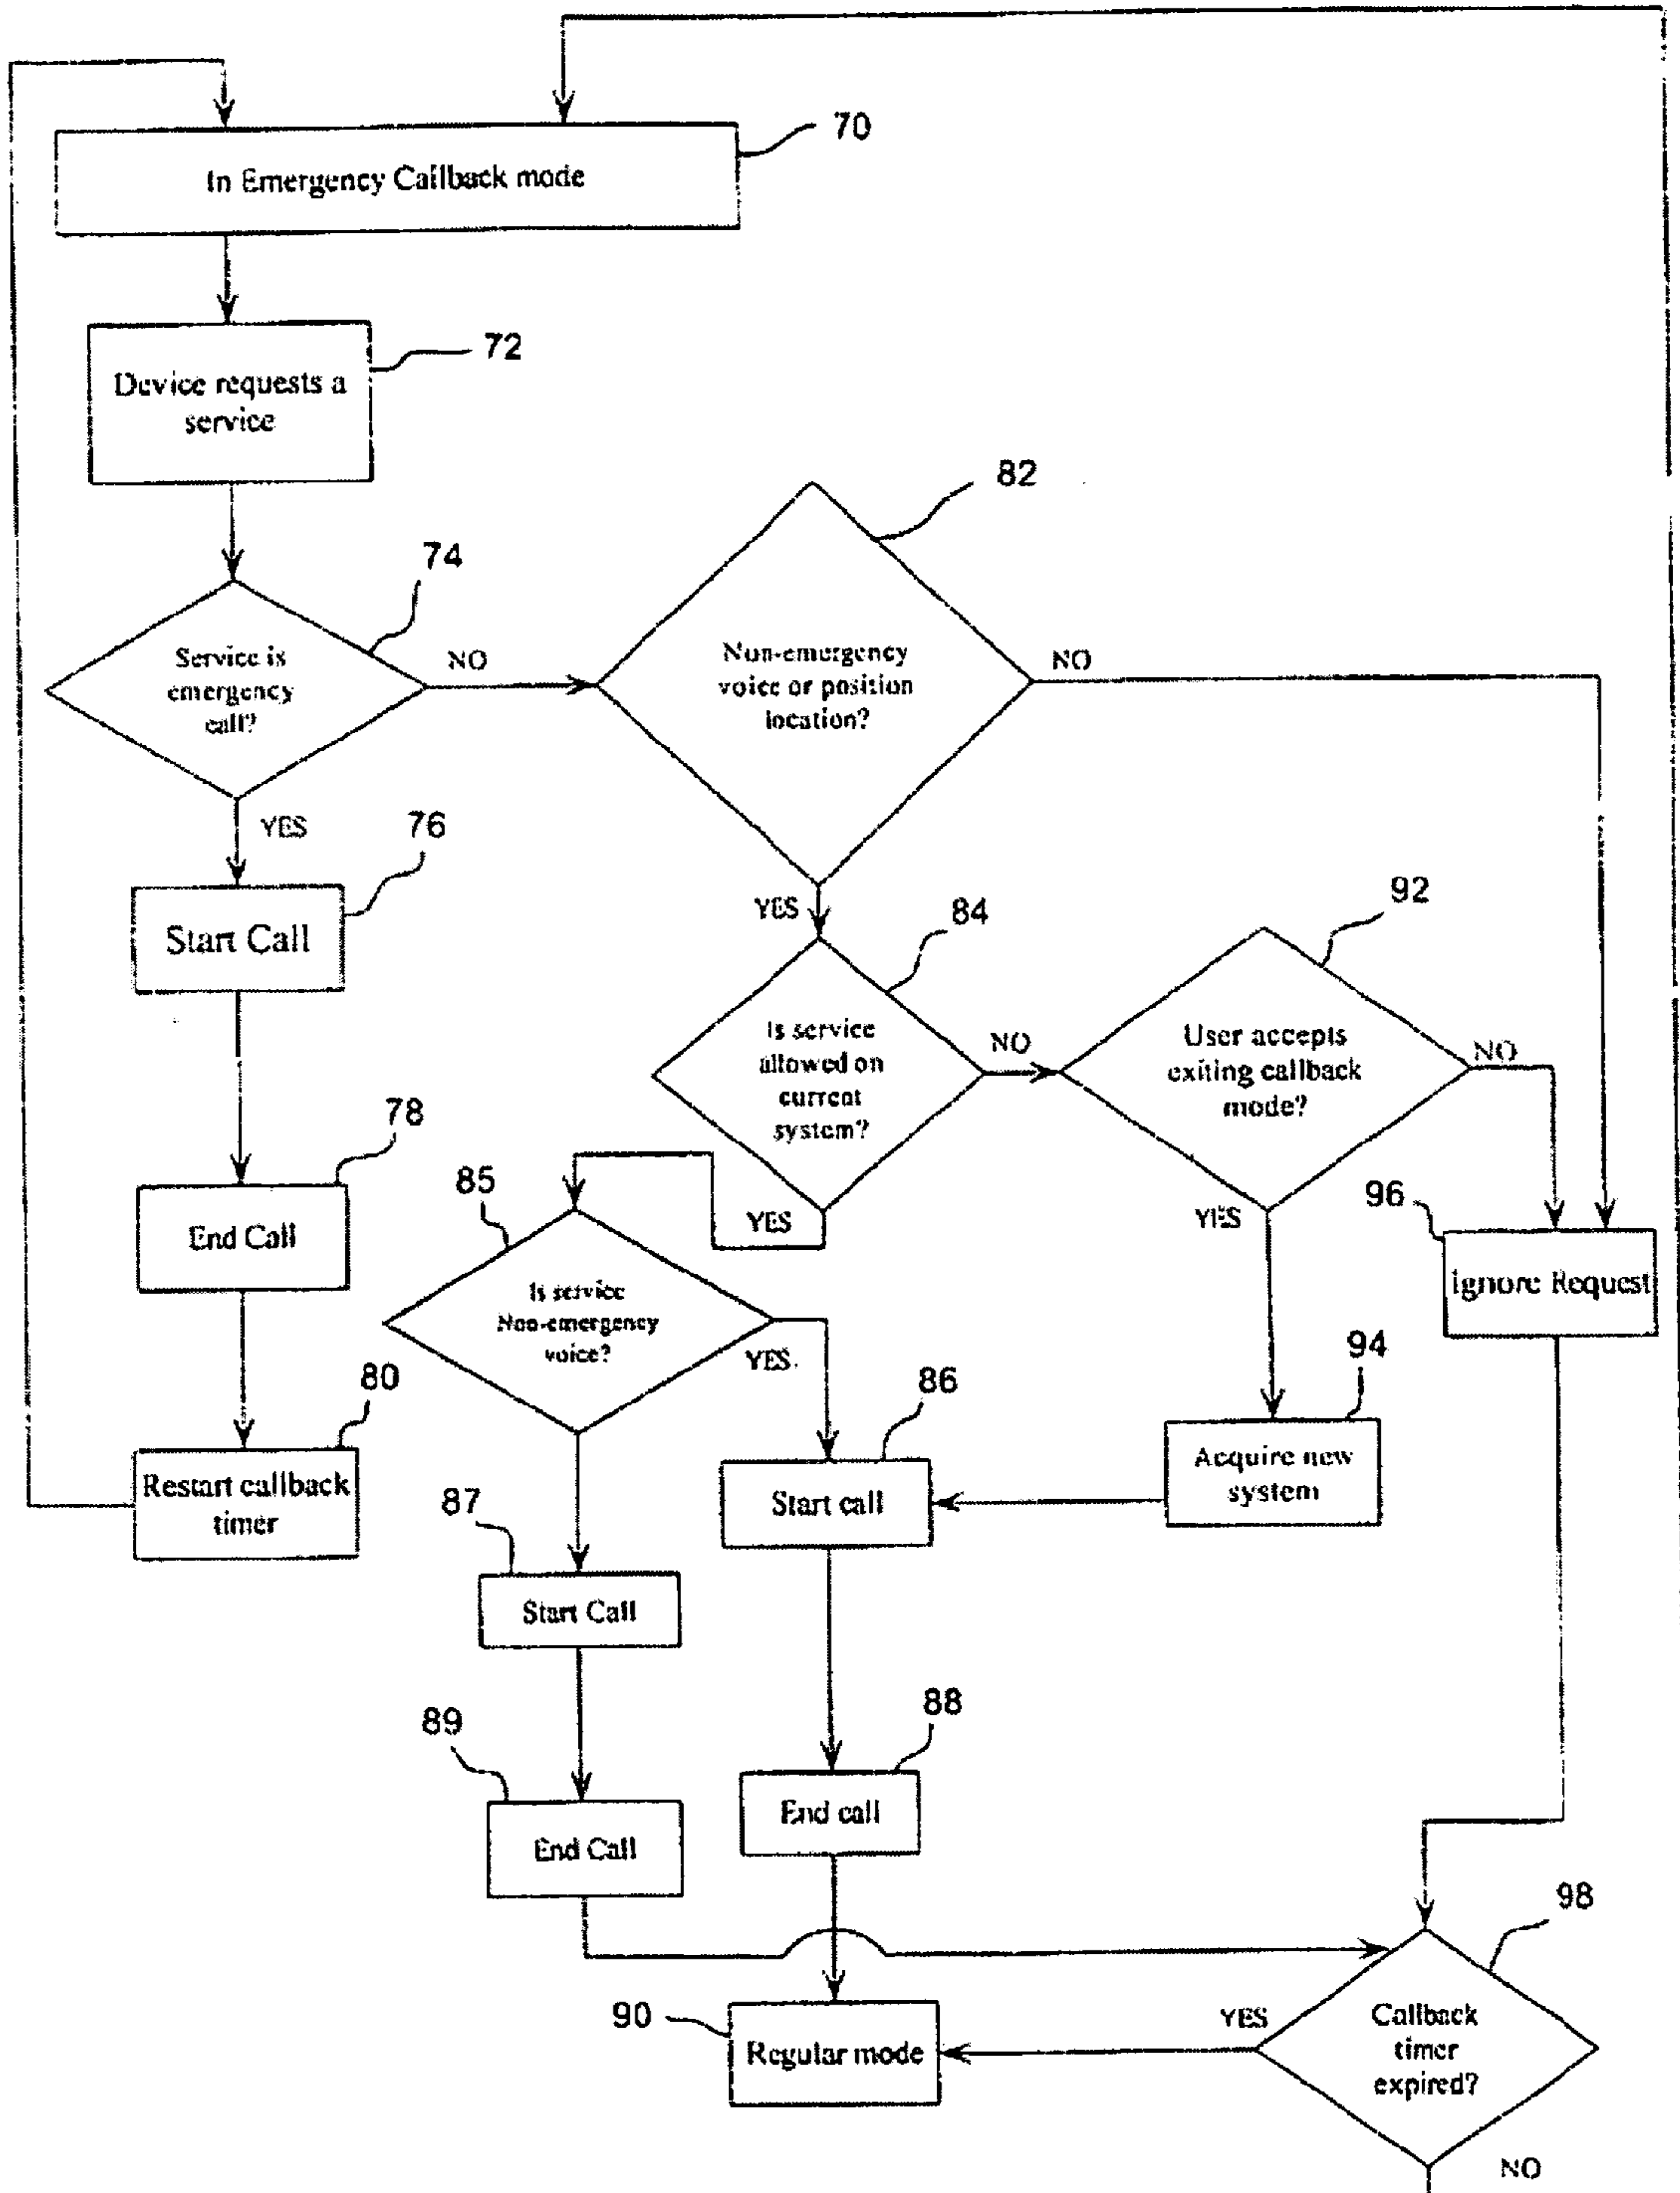 70
In Emergency Callback mode
72
Device requests a
service
82
74
Service is
emergency
call?
NO
Non-emergency
voice or position
location?
NO
YES
76
Start Call
YES
84
92
Is service
allowed on
current
system?
NO
User accepts
exiting callback
mode?
NO
78
End Call
85
YES
YES
96
Ignore Request
Is service
Non-emergency
voice?
YES
94
80
86
Acquire new
system
Restart callback
timer
87
Start call
Start Call
88
89
End call
End Call
98
90
Regular mode
YES
Callback
timer
expired?
NO